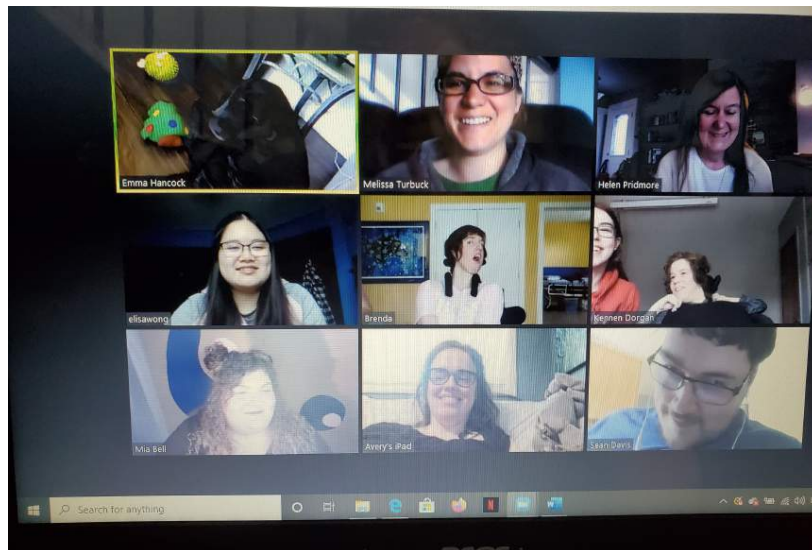 Emma Hancock
Melissa Turbuck
Helen Pridmore
elisawong
Brenda
Kennen Dorgan
Mia Bell
Avery's iPad
Sean Davis
Search for anything